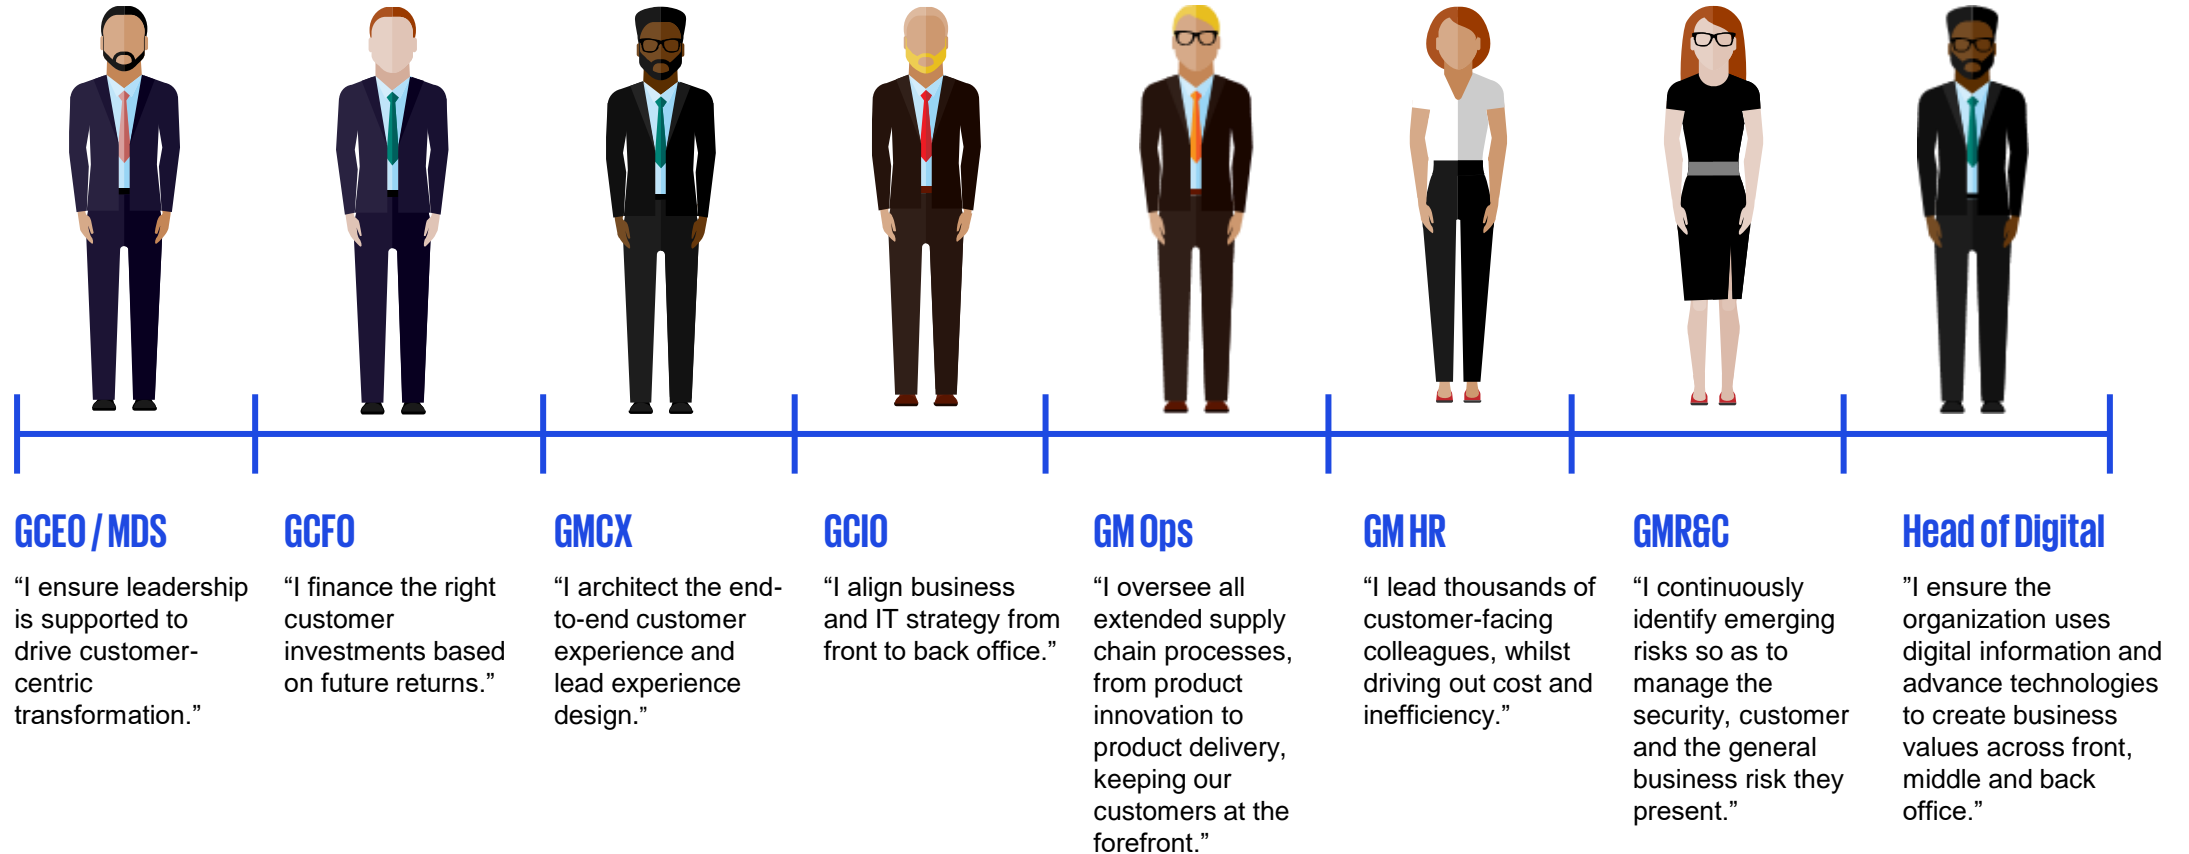 GCEO / MDS
“I ensure leadership
is supported to
drive customer-
centric
transformation.”
GCFO
“I finance the right
customer
investments based
on future returns.”
GMCX
“I architect the end-
to-end customer
experience and
lead experience
design.”
GCIO
“I align business
and IT strategy from
front to back office.”
GM Ops
“I oversee all
extended supply
chain processes,
from product
innovation to
product delivery,
keeping our
customers at the
forefront.”
GM HR
“I lead thousands of
customer-facing
colleagues, whilst
driving out cost and
inefficiency.”
GMR&C
“I continuously
identify emerging
risks so as to
manage the
security, customer
and the general
business risk they
present.”
Head of Digital
”I ensure the
organization uses
digital information and
advance technologies
to create business
values across front,
middle and back
office.”